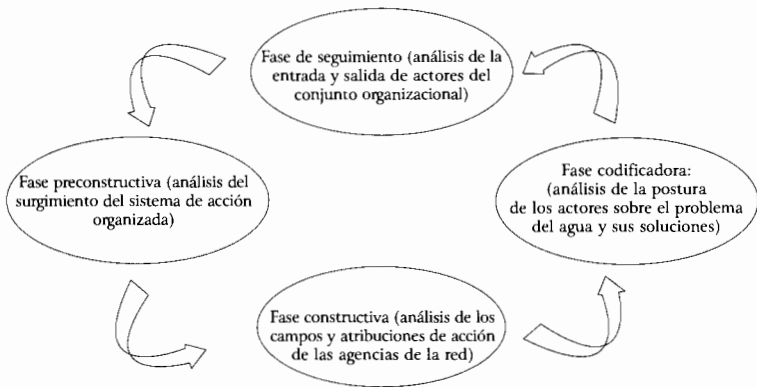 Fase de seguimiento (análisis de la
entrada y salida de actores del
conjunto organizacional)
Fase preconstructiva (análisis del
surgimiento del sistema de acción
organizada)
Fase codificadora:
(análisis de la postura
de los actores sobre el problema
del agua y sus soluciones)
Fase constructiva (análisis de los
campos y atribuciones de acción
de las agencias de la red)